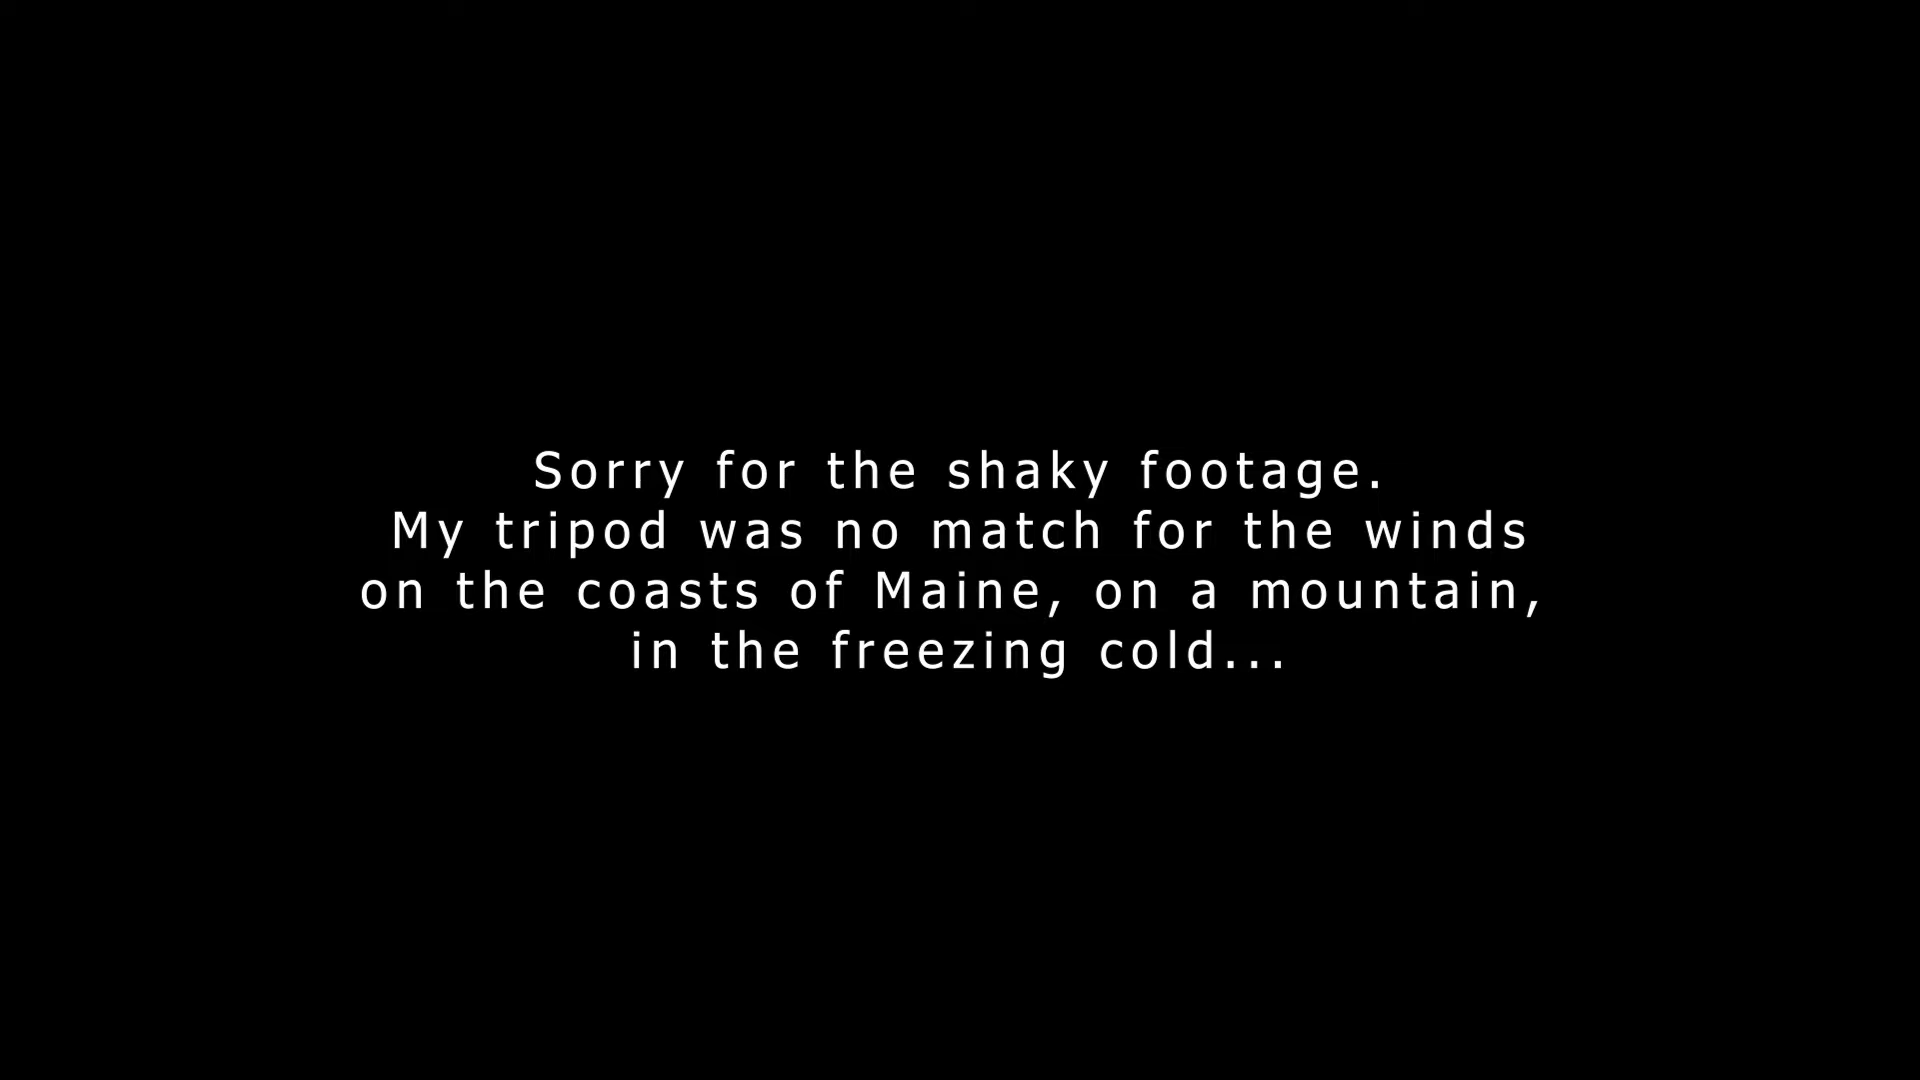 Sorry for the shaky footage.
My tripod was no match for the winds
on the coasts of Maine, on a mountain,
in the freezing cold...